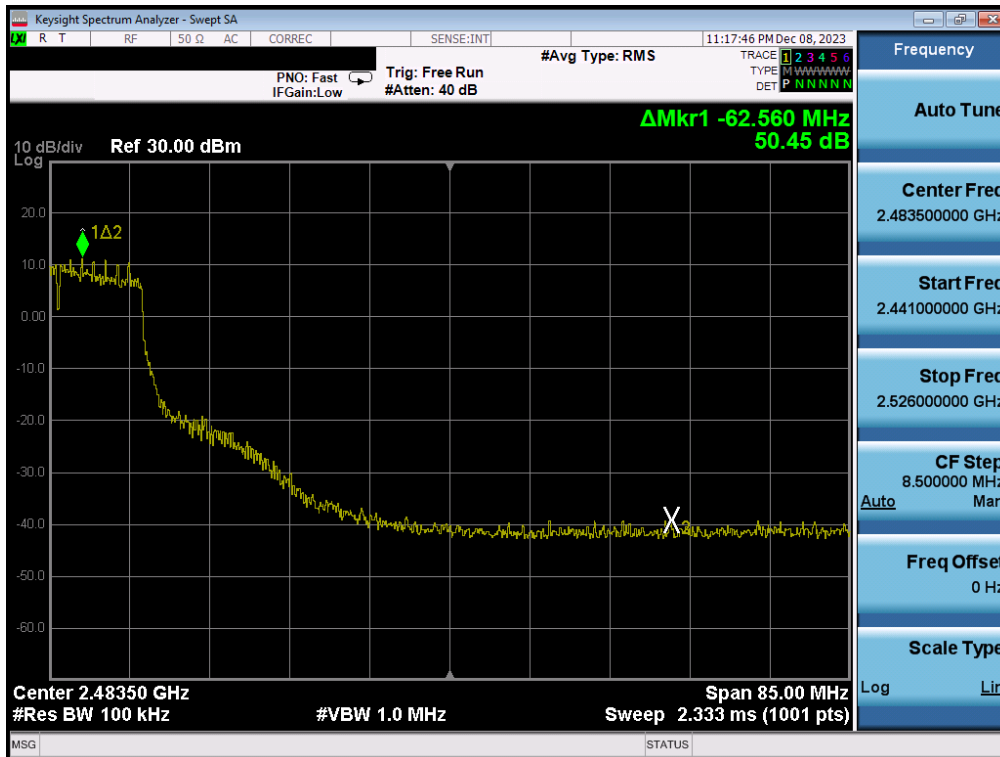 Keysight Spectrum Analyzer - Swept SA
LXI R T RF 50 Ω AC CORREC SENSE:INT 11:17:46 PM Dec 08, 2023
PNO: Fast
IFGain:Low
Trig: Free Run
#Atten: 40 dB
#Avg Type: RMS
TRACE 1 2 3 4 5 6
TYPE M W W W W W
DET P N N N N N
ΔMkr1 -62.560 MHz
50.45 dB
10 dB/div
Log
Ref 30.00 dBm
20.0
1Δ2
10.0
0.00
-10.0
-20.0
-30.0
-40.0
2
-50.0
-60.0
Center 2.48350 GHz
Span 85.00 MHz
#Res BW 100 kHz
#VBW 1.0 MHz
Sweep 2.333 ms (1001 pts)
MSG
STATUS
Frequency
Auto Tune
Center Freq
2.483500000 GHz
Start Freq
2.441000000 GHz
Stop Freq
2.526000000 GHz
CF Step
8.500000 MHz
Auto Man
Freq Offset
0 Hz
Scale Type
Log Lin